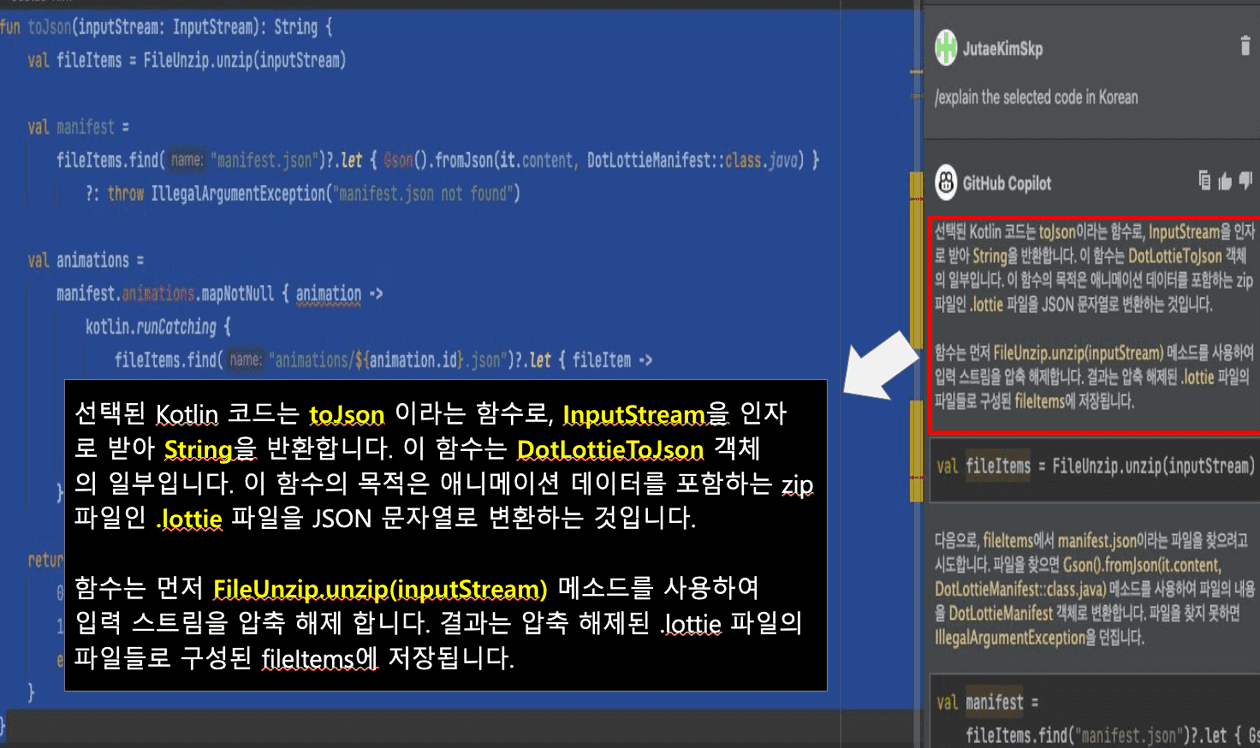 fun toJson(inputStream: InputStream): String {
val fileItems = FileUnzip.unzip(inputStream)
val manifest =
fileItems.find( name: "manifest.json")?.let { Gson().fromJson(it.content, DotLottieManifest::class.java) }
?: throw IllegalArgumentException("manifest.json not found")
val animations =
manifest.animations.mapNotNull { animation ->
kotlin.runCatching {
fileItems.find( name: "animations/${animation.id}.json")?.let { fileItem ->
}
retur
0
1
e
}
}
선택된 Kotlin 코드는 toJson 이라는 함수로, InputStream을 인자
로 받아 String을 반환합니다. 이 함수는 DotLottieToJson 객체
의 일부입니다. 이 함수의 목적은 애니메이션 데이터를 포함하는 zip
파일인 .lottie 파일을 JSON 문자열로 변환하는 것입니다.
함수는 먼저 FileUnzip.unzip(inputStream) 메소드를 사용하여
입력 스트림을 압축 해제 합니다. 결과는 압축 해제된 .lottie 파일의
파일들로 구성된 fileItems에 저장됩니다.
JutaeKimSkp
/explain the selected code in Korean
GitHub Copilot
선택된 Kotlin 코드는 toJson이라는 함수로, InputStream을 인자
로 받아 String을 반환합니다. 이 함수는 DotLottieToJson 객체
의 일부입니다. 이 함수의 목적은 애니메이션 데이터를 포함하는 zip
파일인 .lottie 파일을 JSON 문자열로 변환하는 것입니다.
함수는 먼저 FileUnzip.unzip(inputStream) 메소드를 사용하여
입력 스트림을 압축 해제합니다. 결과는 압축 해제된 .lottie 파일의
파일들로 구성된 fileItems에 저장됩니다.
val fileItems = FileUnzip.unzip(inputStream)
다음으로, fileItems에서 manifest.json이라는 파일을 찾으려고
시도합니다. 파일을 찾으면 Gson().fromJson(it.content,
DotLottieManifest::class.java) 메소드를 사용하여 파일의 내용
을 DotLottieManifest 객체로 변환합니다. 파일을 찾지 못하면
IllegalArgumentException을 던집니다.
val manifest =
fileItems.find("manifest.json")?.let { Gs